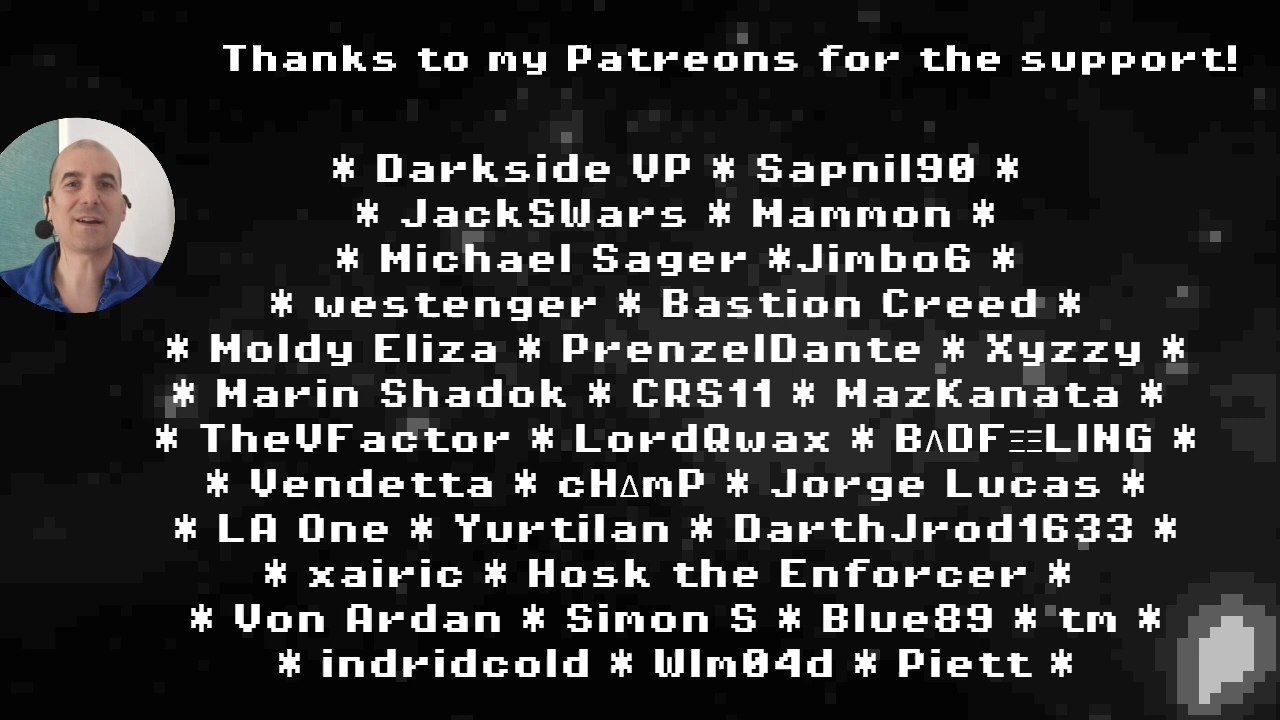 Thanks to my Patreons for the support!
* Darkside VP * Sapnil90 *
* JackSWars * Mammon *
* Michael Sager *Jimbo6 *
* westenger * Bastion Creed *
* Moldy Eliza * PrenzelDante * Xyzzy *
* Marin Shadok * CRS11 * MazKanata *
* TheVFactor * LordQwax * BΛDFΞΞLING *
* Vendetta * cHΔmP * Jorge Lucas *
* LA One * Yurtilan * DarthJrod1633 *
* xairic * Hosk the Enforcer *
* Von Ardan * Simon S * Blue89 * tm *
* indridcold * Wlm04d * Piett *